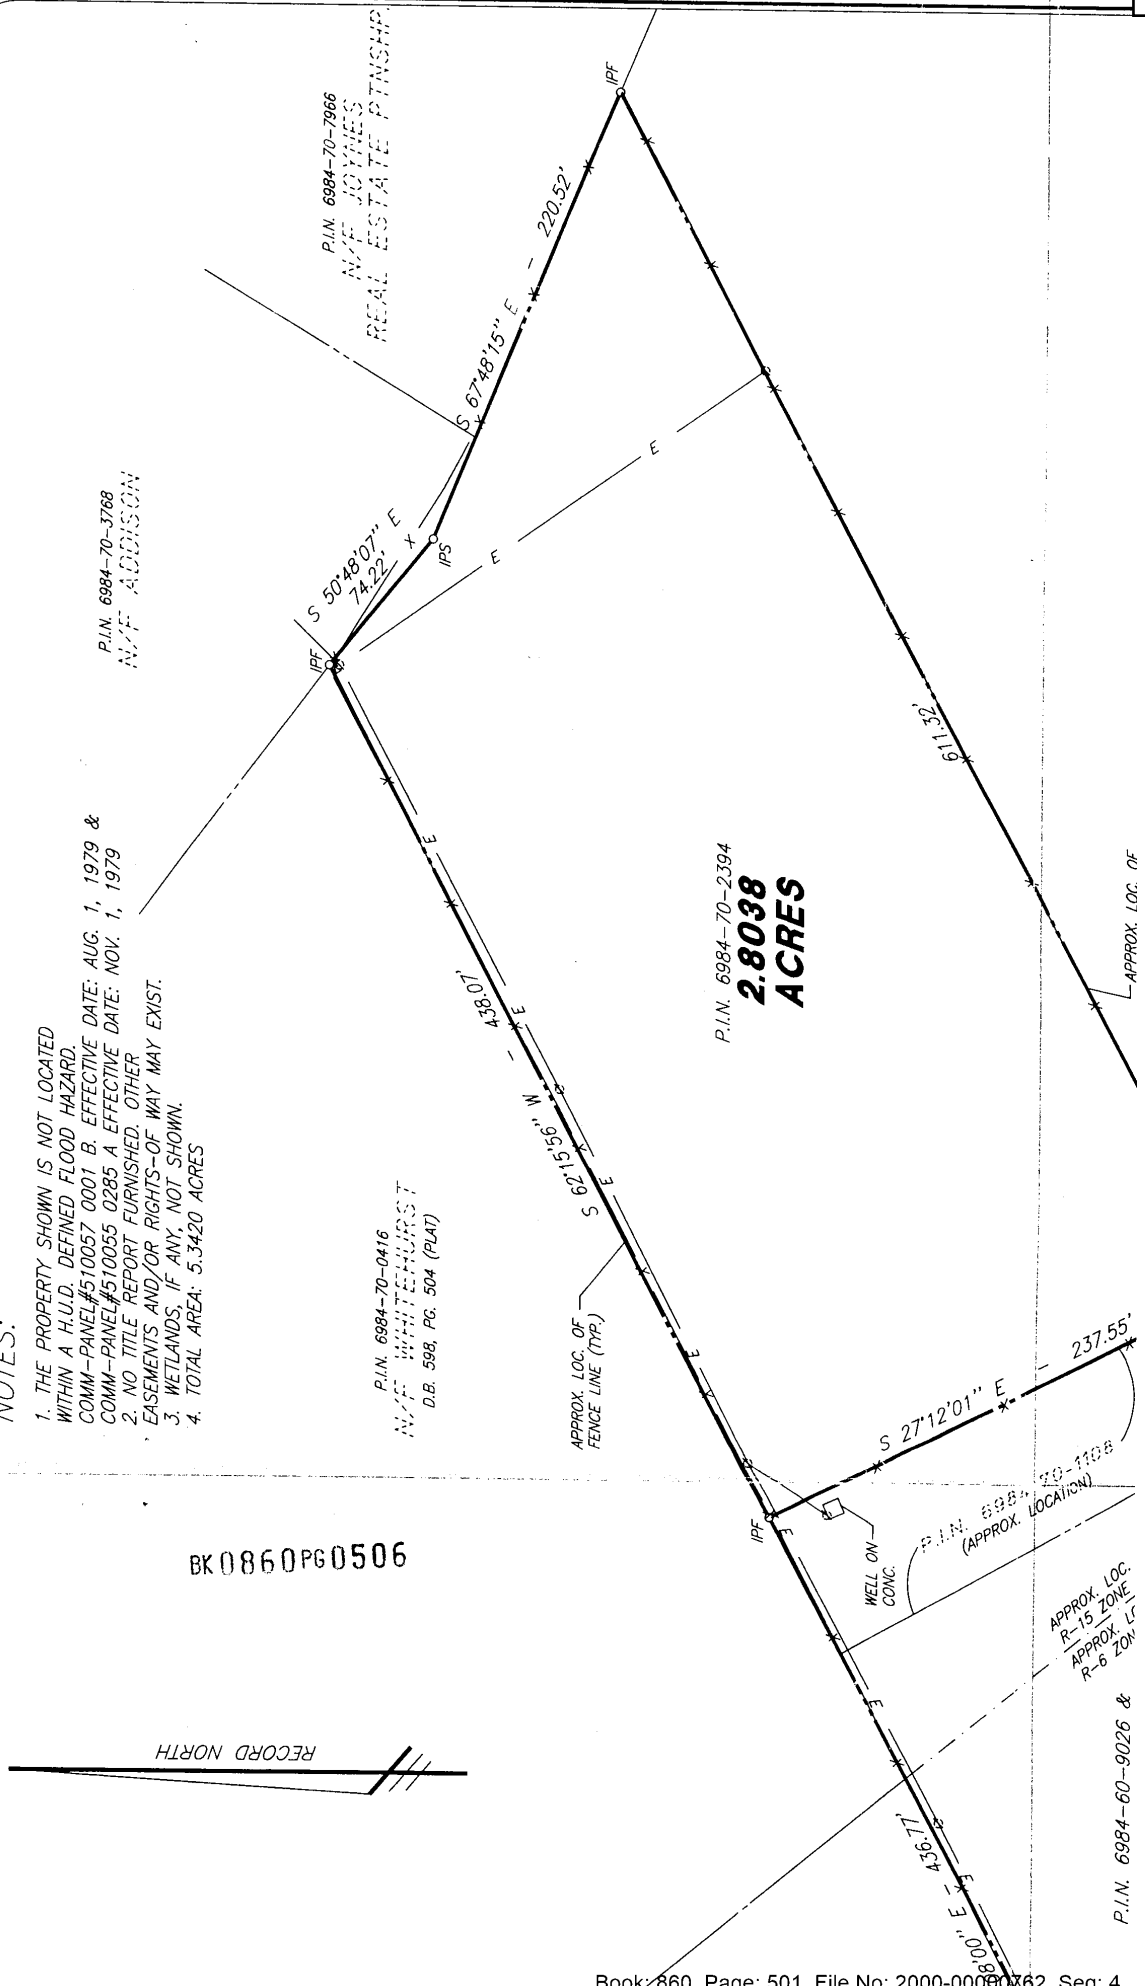 NOTES:
1. THE PROPERTY SHOWN IS NOT LOCATED
WITHIN A H.U.D. DEFINED FLOOD HAZARD.
COMM-PANEL#510057 0001 B. EFFECTIVE DATE: AUG. 1, 1979 &
COMM-PANEL#510055 0285 A EFFECTIVE DATE: NOV. 1, 1979
2. NO TITLE REPORT FURNISHED. OTHER
EASEMENTS AND/OR RIGHTS-OF WAY MAY EXIST.
3. WETLANDS, IF ANY, NOT SHOWN.
4. TOTAL AREA: 5.3420 ACRES
P.I.N. 6984-70-3768
N/F ADDISON
P.I.N. 6984-70-7966
N/F JOYNES
REAL ESTATE PTNSHP.
IPF
S 50°48'07" E
74.22'
X
IPS
S 67°48'15" E - 220.52'
IPF
E
E
P.I.N. 6984-70-0416
N/F WHITEHURST
D.B. 598, PG. 504 (PLAT)
APPROX. LOC. OF
FENCE LINE (TYP.)
S 62°15'56" W - 438.07'
E
E
E
E
P.I.N. 6984-70-2394
2.8038
ACRES
611.32'
APPROX. LOC. OF
IPF
E
S 27°12'01" E - 237.55'
WELL ON
CONC.
P.I.N. 6984-70-1108
(APPROX. LOCATION)
APPROX. LOC.
R-15 ZONE
R-6 ZON
E
E
8'00" E - 436.77'
P.I.N. 6984-60-9026 &
BK0860PG0506
RECORD NORTH
Book: 860 Page: 501 File No: 2000-00000762 Seq: 4